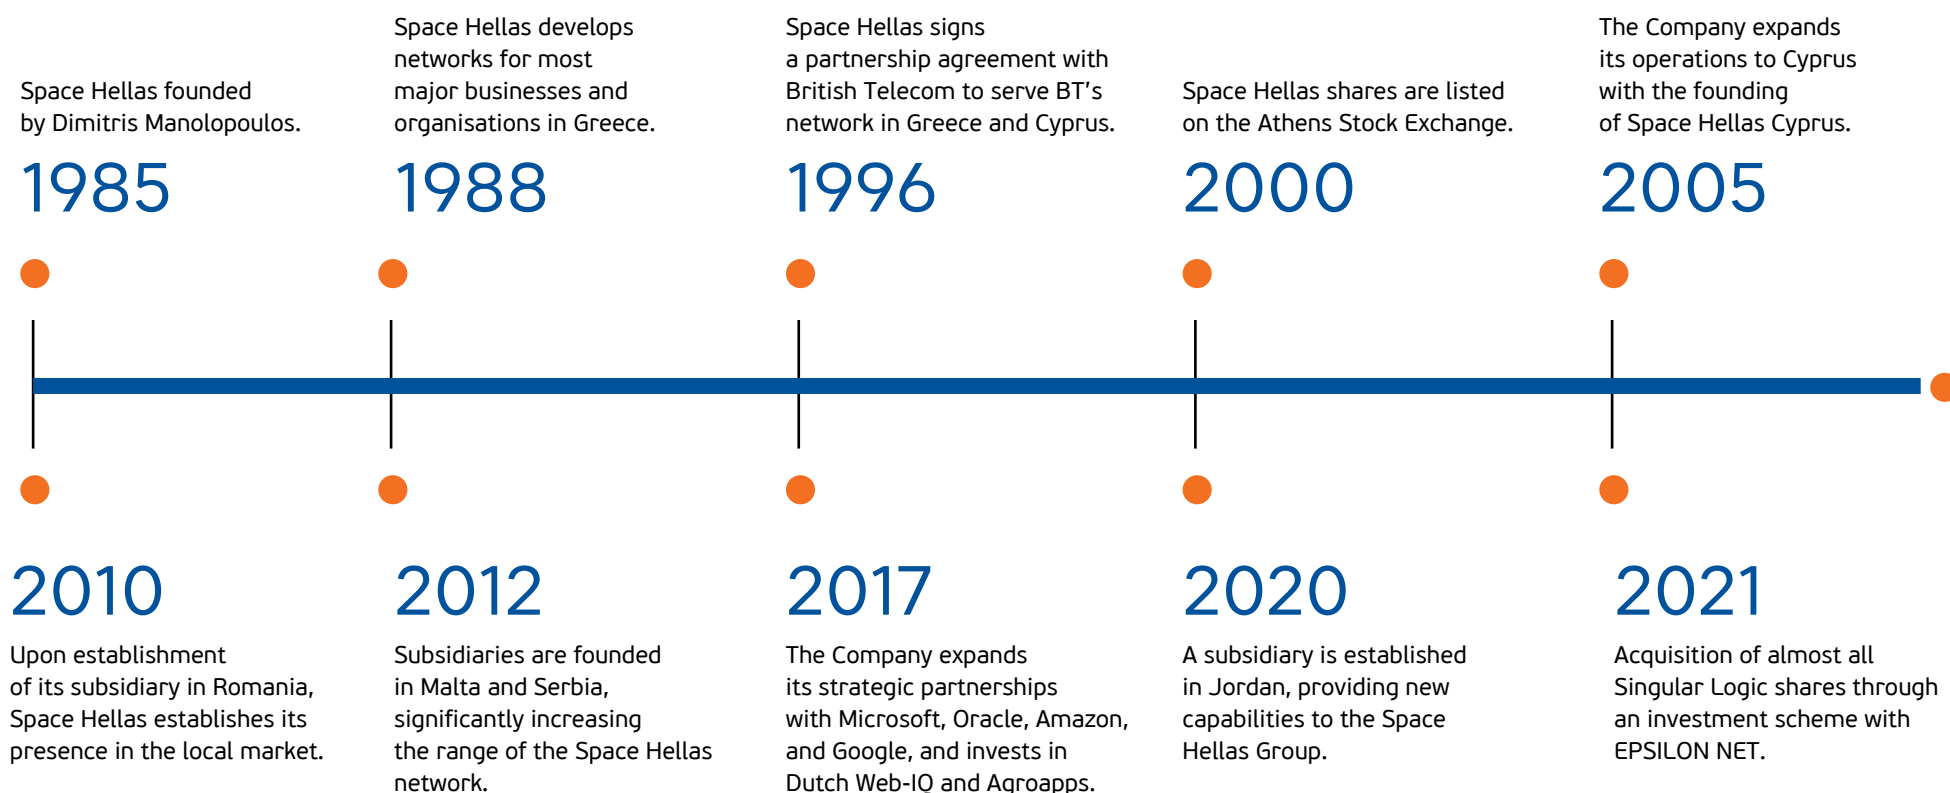 Space Hellas founded
by Dimitris Manolopoulos.
1985
Space Hellas develops
networks for most
major businesses and
organisations in Greece.
1988
Space Hellas signs
a partnership agreement with
British Telecom to serve BT's
network in Greece and Cyprus.
1996
Space Hellas shares are listed
on the Athens Stock Exchange.
2000
The Company expands
its operations to Cyprus
with the founding
of Space Hellas Cyprus.
2005
2010
Upon establishment
of its subsidiary in Romania,
Space Hellas establishes its
presence in the local market.
2012
Subsidiaries are founded
in Malta and Serbia,
significantly increasing
the range of the Space Hellas
network.
2017
The Company expands
its strategic partnerships
with Microsoft, Oracle, Amazon,
and Google, and invests in
Dutch Web-IQ and Agroapps.
2020
A subsidiary is established
in Jordan, providing new
capabilities to the Space
Hellas Group.
2021
Acquisition of almost all
Singular Logic shares through
an investment scheme with
EPSILON NET.